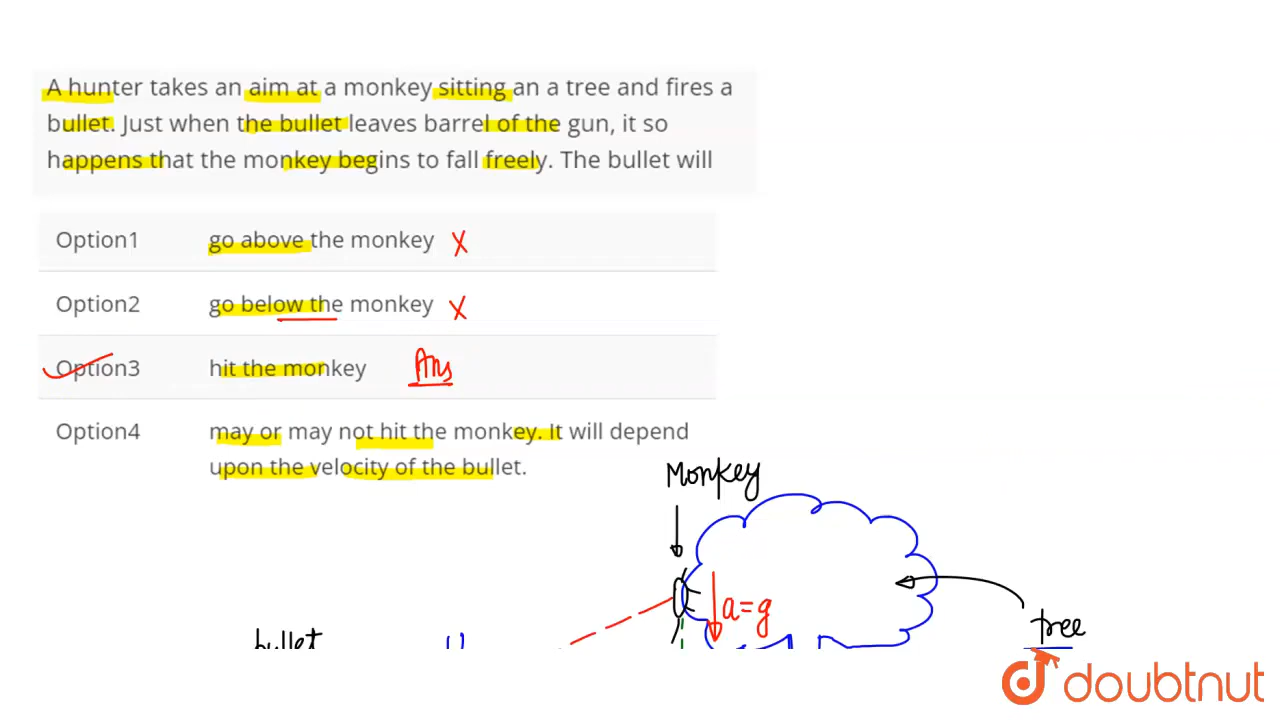 A hunter takes an aim at a monkey sitting an a tree and fires a
bullet. Just when the bullet leaves barrel of the gun, it so
happens that the monkey begins to fall freely. The bullet will
Option1 go above the monkey X
Option2 go below the monkey X
Option3 hit the monkey Ans
Option4 may or may not hit the monkey. It will depend
upon the velocity of the bullet.
Monkey
a=g
tree
bullet
doubtnut